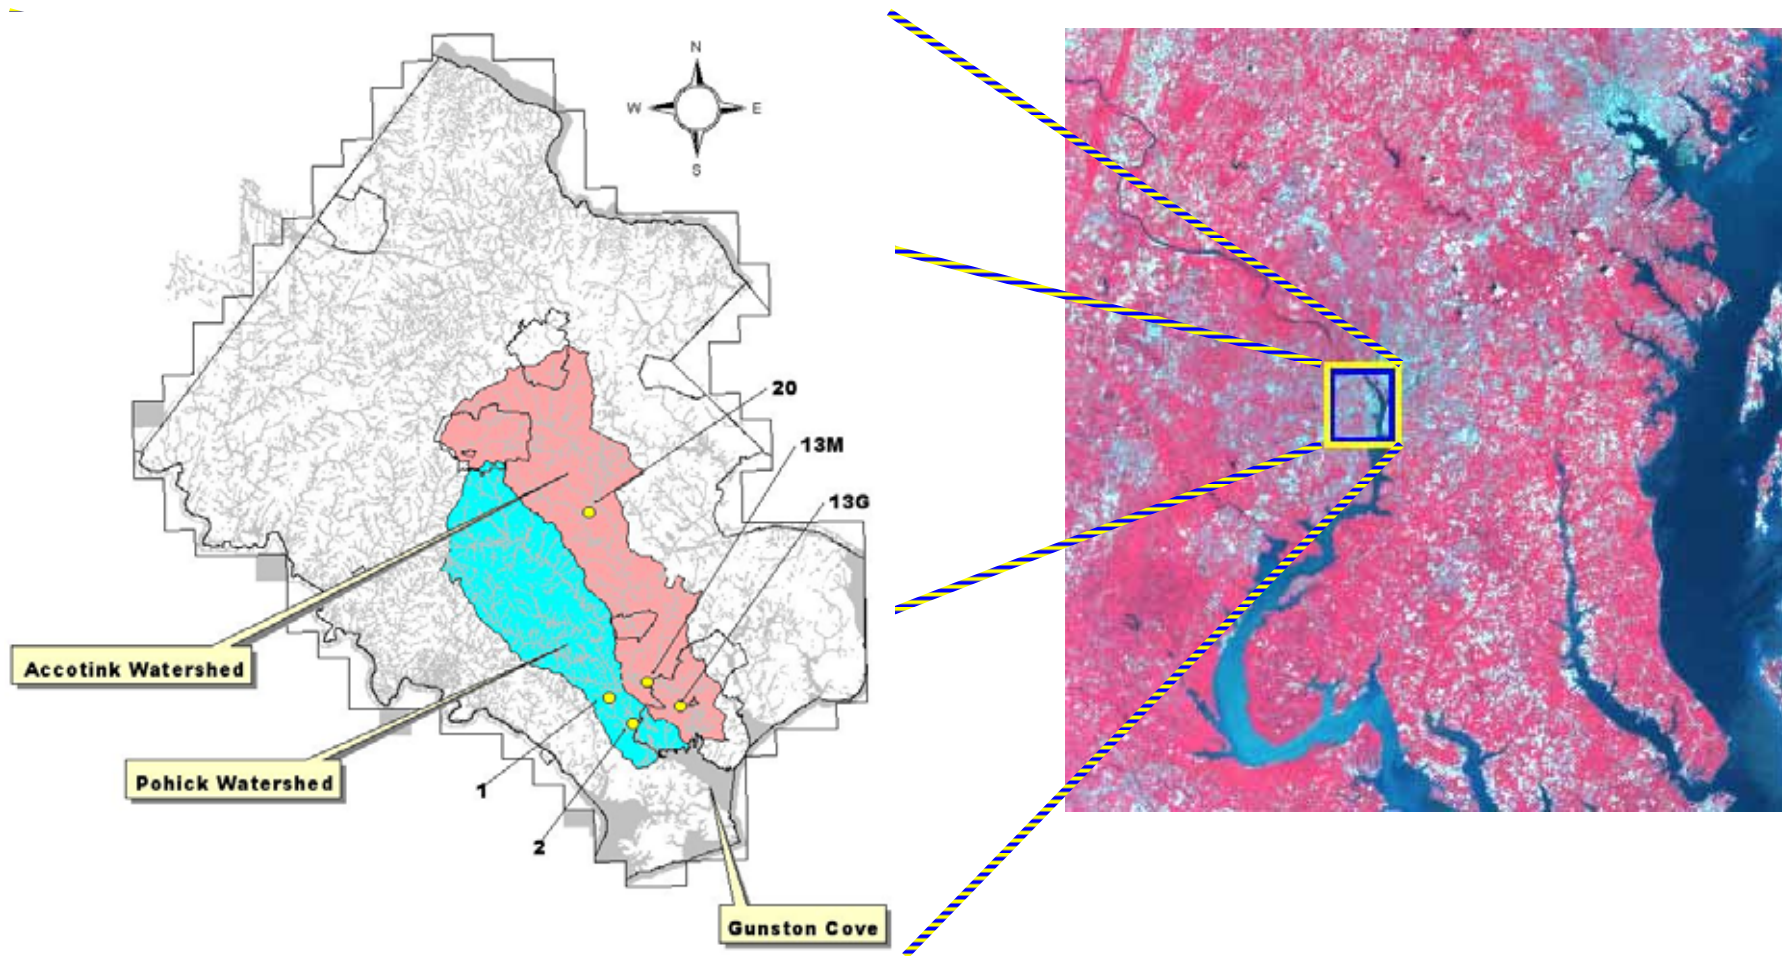 N
W
E
S
20
13M
13G
Accotink Watershed
Pohick Watershed
1
2
Gunston Cove